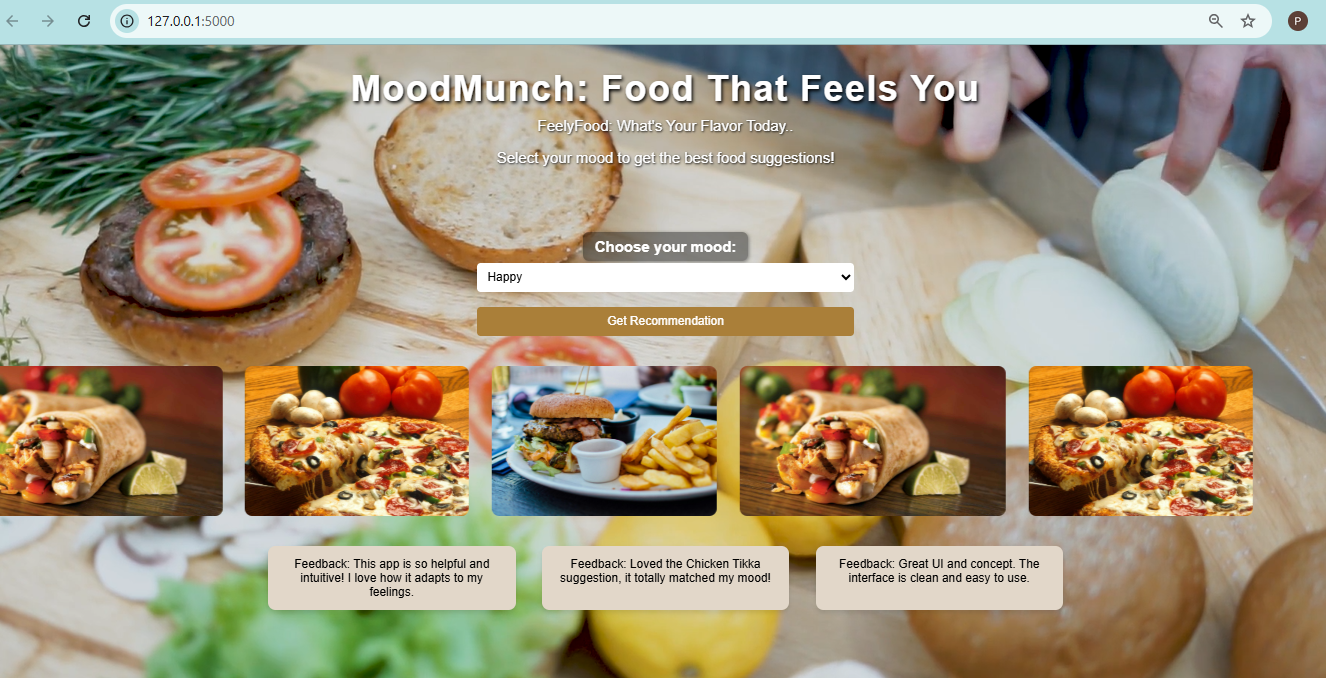 127.0.0.1:5000
P
MoodMunch: Food That Feels You
FeelyFood: What's Your Flavor Today..
Select your mood to get the best food suggestions!
Choose your mood:
Happy
Get Recommendation
Feedback: This app is so helpful and
intuitive! I love how it adapts to my
feelings.
Feedback: Loved the Chicken Tikka
suggestion, it totally matched my mood!
Feedback: Great UI and concept. The
interface is clean and easy to use.